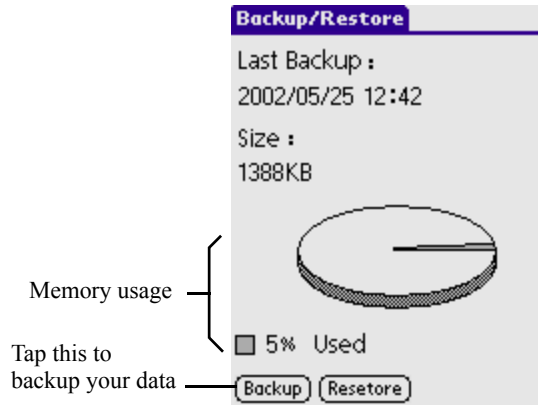 Backup/Restore
Last Backup :
2002/05/25 12:42
Size :
1388KB
Memory usage
5% Used
Tap this to
backup your data
Backup Resetore